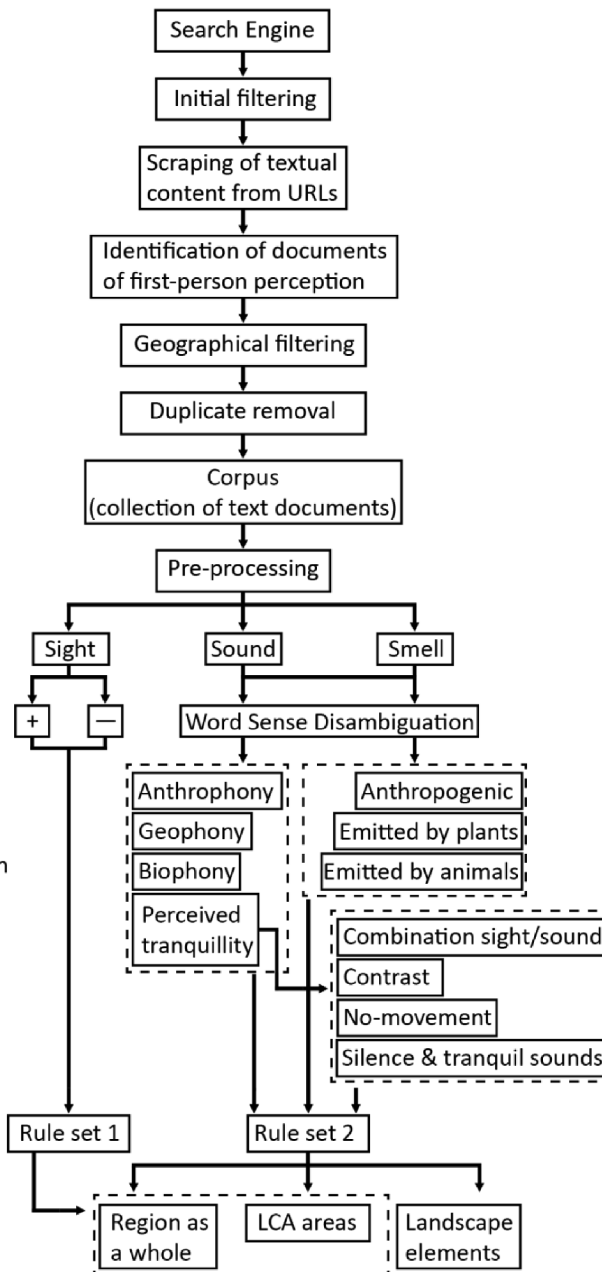 Search Engine
Initial filtering
Scraping of textual
content from URLs
Identification of documents
of first-person perception
Geographical filtering
Duplicate removal
Corpus
(collection of text documents)
Pre-processing
Sight
Sound
Smell
+
—
Word Sense Disambiguation
Anthrophony
Geophony
Biophony
Perceived
tranquillity
Anthropogenic
Emitted by plants
Emitted by animals
Combination sight/sound
Contrast
No-movement
Silence & tranquil sounds
Rule set 1
Rule set 2
Region as
a whole
LCA areas
Landscape
elements